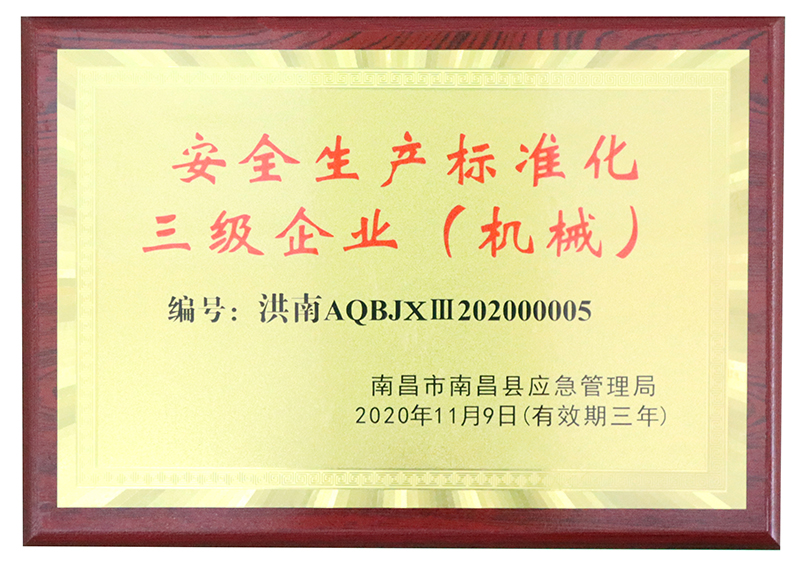 安全生产标准化
三级企业（机械）
编号：洪南AQBJXⅢ202000005
南昌市南昌县应急管理局
2020年11月9日(有效期三年)